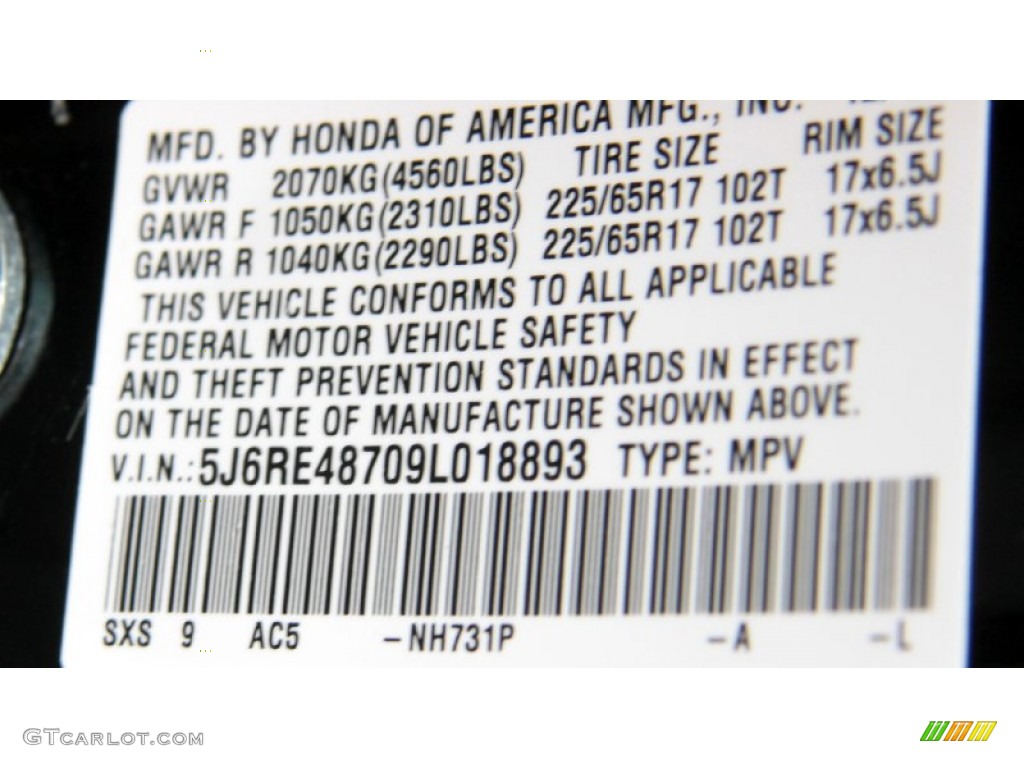 MFD. BY HONDA OF AMERICA MFG., INC.
GVWR 2070KG(4560LBS) TIRE SIZE RIM SIZE
GAWR F 1050KG(2310LBS) 225/65R17 102T 17x6.5J
GAWR R 1040KG(2290LBS) 225/65R17 102T 17x6.5J
THIS VEHICLE CONFORMS TO ALL APPLICABLE
FEDERAL MOTOR VEHICLE SAFETY
AND THEFT PREVENTION STANDARDS IN EFFECT
ON THE DATE OF MANUFACTURE SHOWN ABOVE.
V.I.N.: 5J6RE48709L018893 TYPE: MPV
SXS 9 AC5 -NH731P -A -L
GTCARLOT.COM